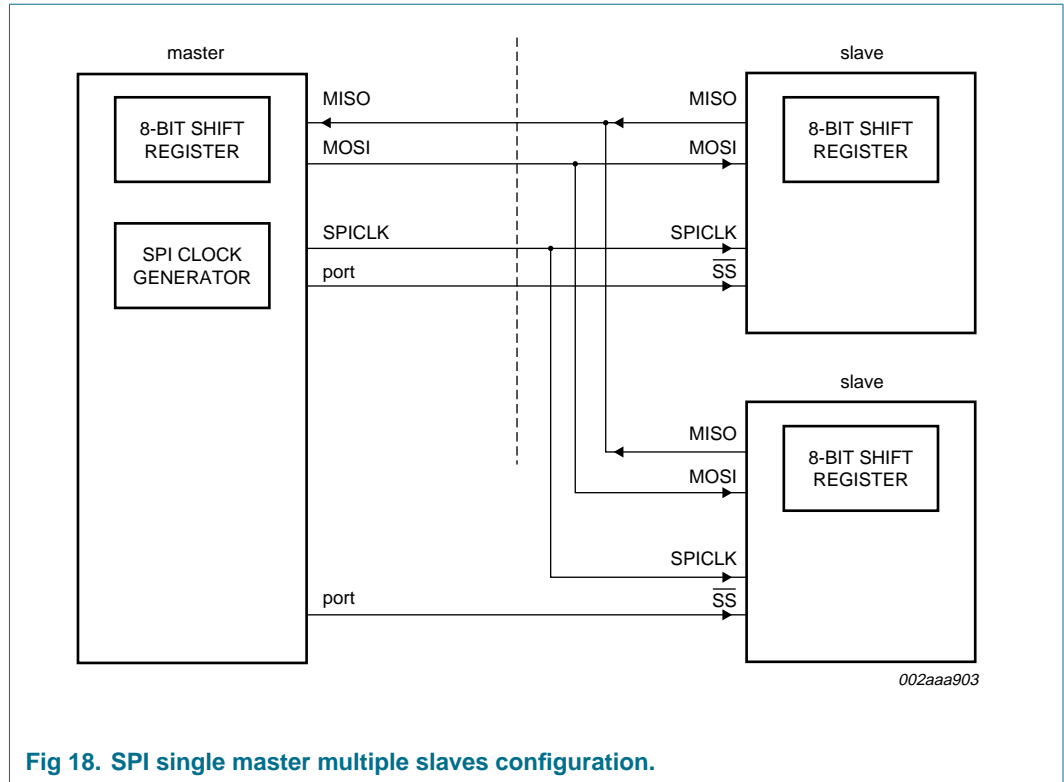 master
slave
8-BIT SHIFT
REGISTER
MISO
MISO
8-BIT SHIFT
REGISTER
MOSI
MOSI
SPI CLOCK
GENERATOR
SPICLK
SPICLK
port
SS
slave
MISO
8-BIT SHIFT
REGISTER
MOSI
SPICLK
port
SS
002aaa903
Fig 18. SPI single master multiple slaves configuration.